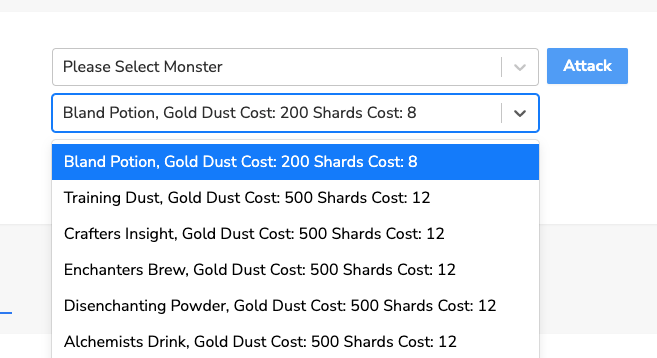 Please Select Monster
Attack
Bland Potion, Gold Dust Cost: 200 Shards Cost: 8
Bland Potion, Gold Dust Cost: 200 Shards Cost: 8
Training Dust, Gold Dust Cost: 500 Shards Cost: 12
Crafters Insight, Gold Dust Cost: 500 Shards Cost: 12
Enchanters Brew, Gold Dust Cost: 500 Shards Cost: 12
Disenchanting Powder, Gold Dust Cost: 500 Shards Cost: 12
Alchemists Drink, Gold Dust Cost: 500 Shards Cost: 12